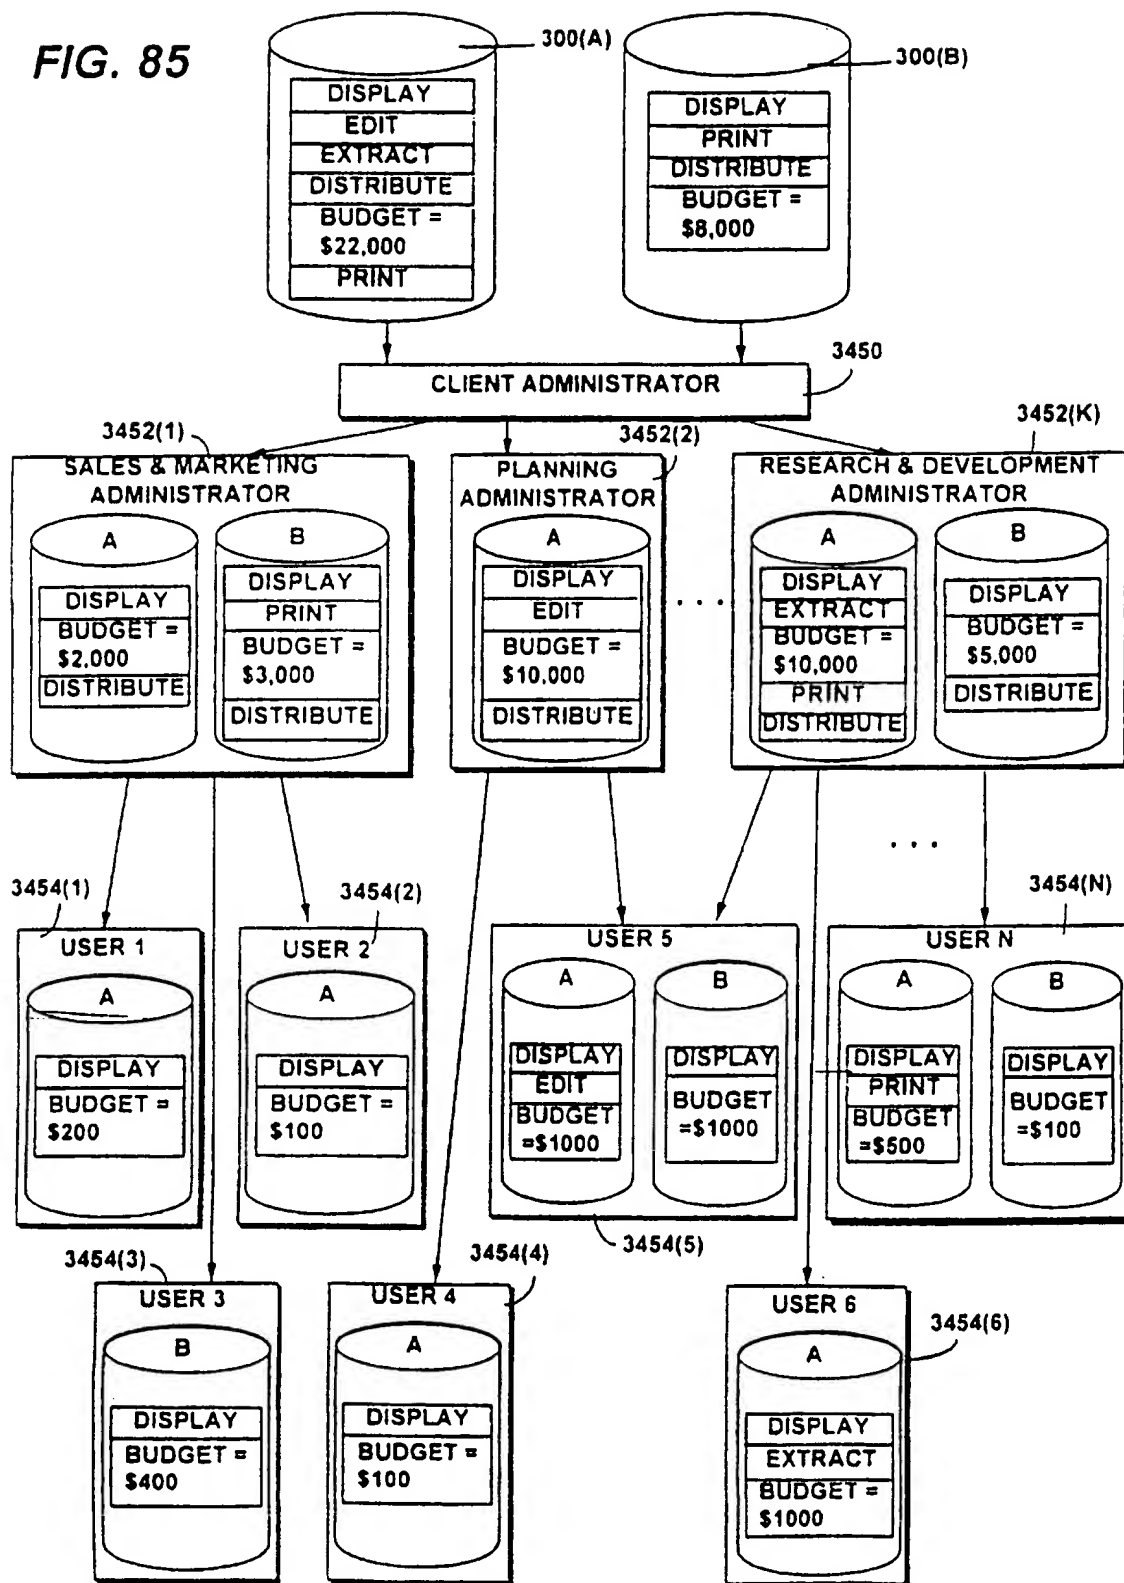 FIG. 85
300(A)
DISPLAY
EDIT
EXTRACT
DISTRIBUTE
BUDGET =
$22,000
PRINT
300(B)
DISPLAY
PRINT
DISTRIBUTE
BUDGET =
$8,000
3450
CLIENT ADMINISTRATOR
3452(1)
SALES & MARKETING
ADMINISTRATOR
A
DISPLAY
BUDGET =
$2,000
DISTRIBUTE
B
DISPLAY
PRINT
BUDGET =
$3,000
DISTRIBUTE
3452(2)
PLANNING
ADMINISTRATOR
A
DISPLAY
EDIT
BUDGET =
$10,000
DISTRIBUTE
. . .
3452(K)
RESEARCH & DEVELOPMENT
ADMINISTRATOR
A
DISPLAY
EXTRACT
BUDGET =
$10,000
PRINT
DISTRIBUTE
B
DISPLAY
BUDGET =
$5,000
DISTRIBUTE
. . .
3454(1)
USER 1
A
DISPLAY
BUDGET =
$200
3454(2)
USER 2
A
DISPLAY
BUDGET =
$100
USER 5
A
DISPLAY
EDIT
BUDGET
=$1000
B
DISPLAY
BUDGET
=$1000
3454(5)
3454(N)
USER N
A
DISPLAY
PRINT
BUDGET
=$500
B
DISPLAY
BUDGET
=$100
3454(3)
USER 3
B
DISPLAY
BUDGET =
$400
3454(4)
USER 4
A
DISPLAY
BUDGET =
$100
3454(6)
USER 6
A
DISPLAY
EXTRACT
BUDGET =
$1000